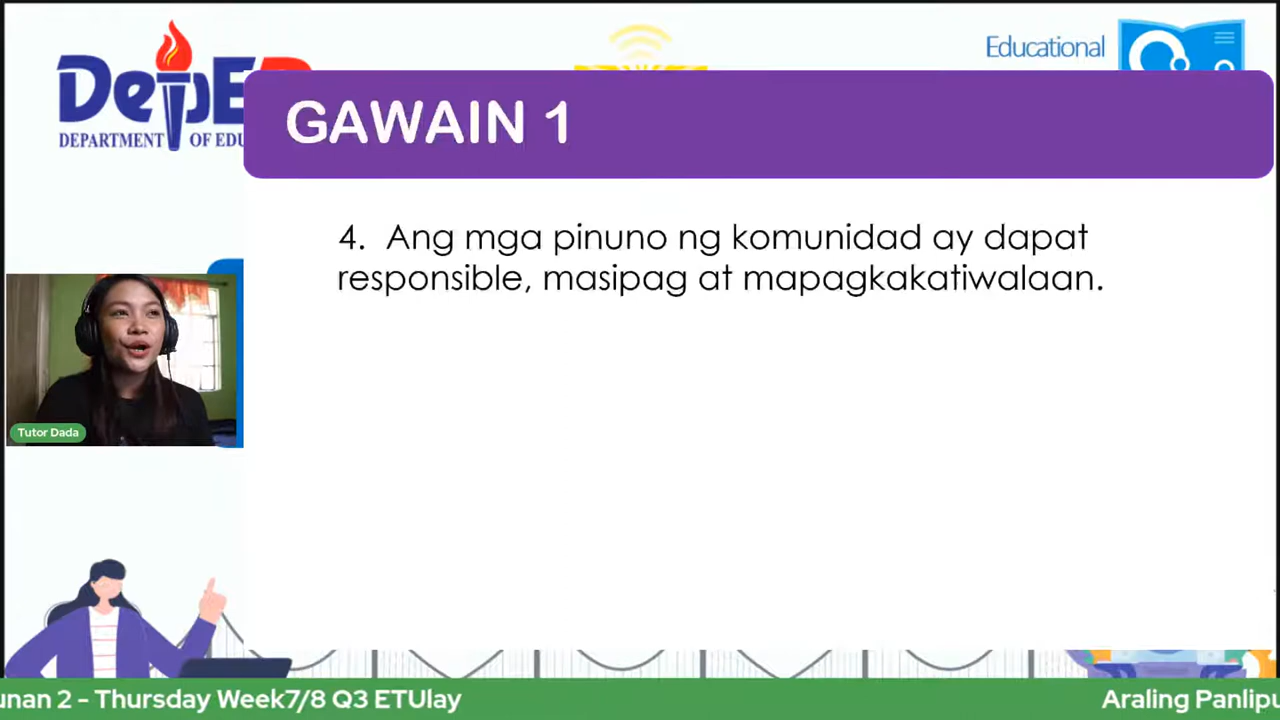 DepE
DEPARTMENT OF EDU
Educational
GAWAIN 1
4. Ang mga pinuno ng komunidad ay dapat
responsible, masipag at mapagkakatiwalaan.
Tutor Dada
unan 2 - Thursday Week7/8 Q3 ETUlay
Araling Panlipu